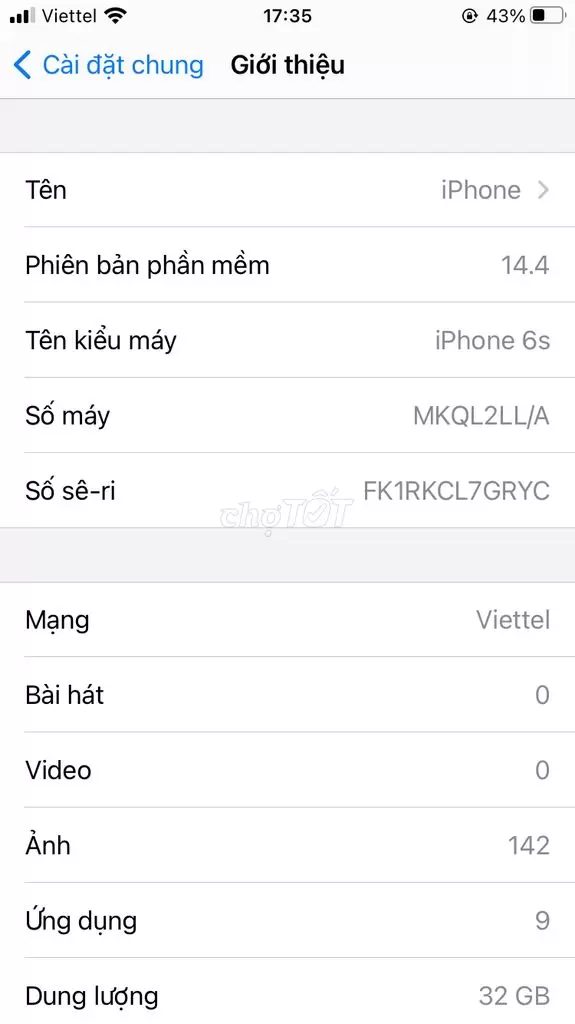 Viettel 17:35 43%
Cài đặt chung Giới thiệu
Tên iPhone
Phiên bản phần mềm 14.4
Tên kiểu máy iPhone 6s
Số máy MKQL2LL/A
Số sê-ri FK1RKCL7GRYC
chợTỐT
Mạng Viettel
Bài hát 0
Video 0
Ảnh 142
Ứng dụng 9
Dung lượng 32 GB